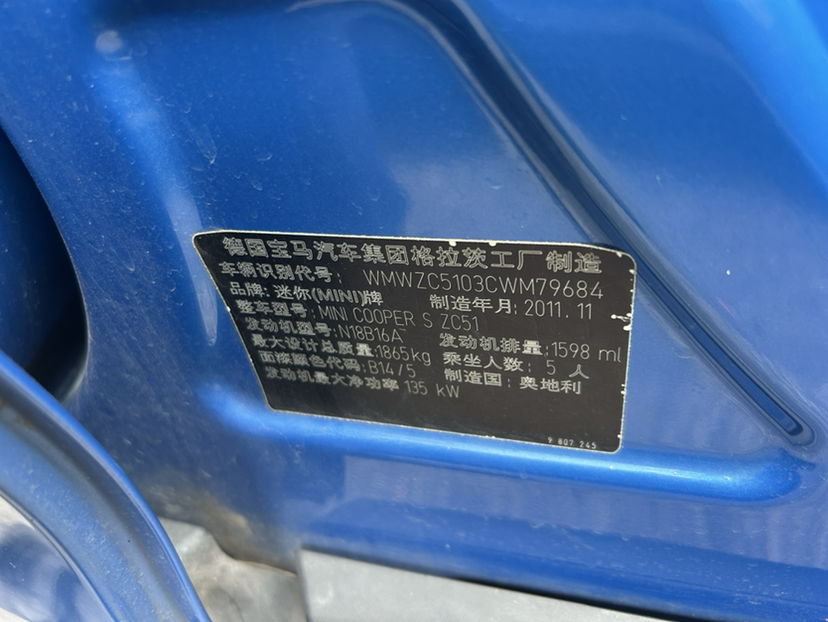 德国宝马汽车集团格拉茨工厂制造
车辆识别代号: WMWZC5103CWM79684
品牌: 迷你(MINI)牌 制造年月: 2011.11
整车型号: MINI COOPER S ZC51
发动机型号: N18B16A 发动机排量: 1598 ml
最大设计总质量: 1865kg 乘坐人数: 5 人
面漆颜色代码: B14/5 制造国: 奥地利
发动机最大净功率 135 kW
9 807 245